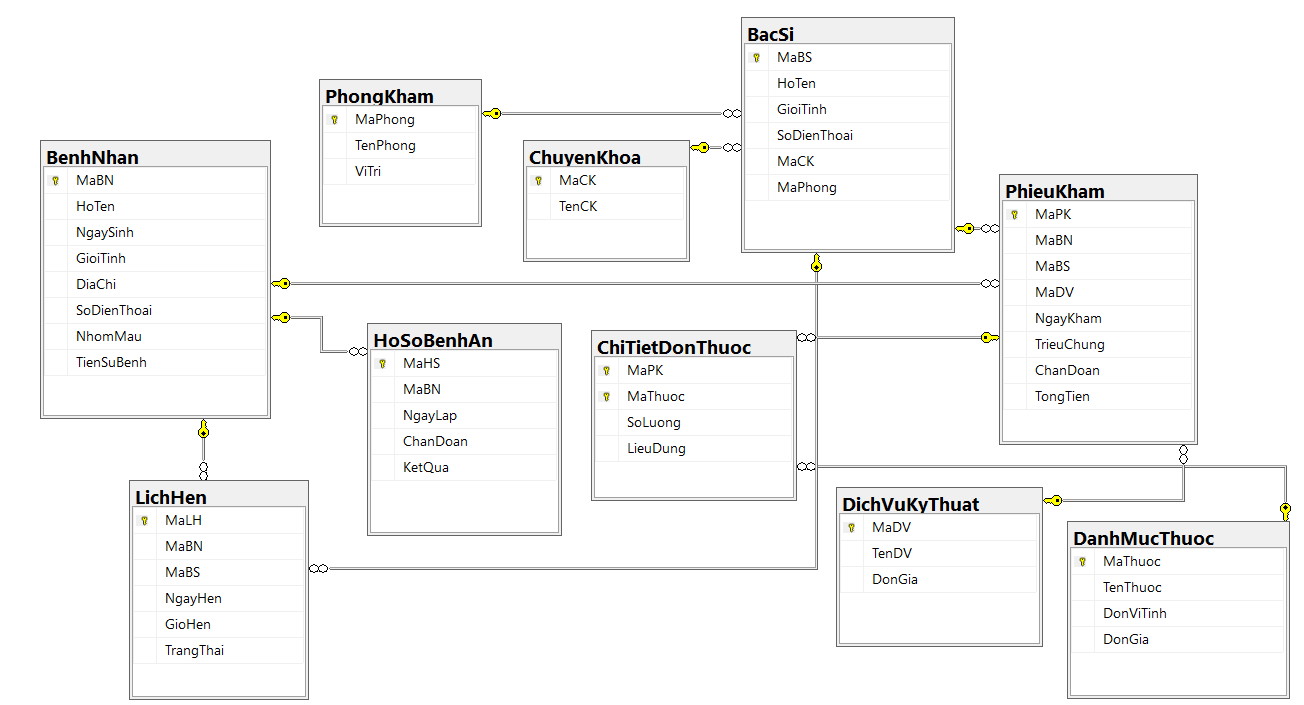 BacSi
MaBS
HoTen
GioiTinh
SoDienThoai
MaCK
MaPhong
PhongKham
MaPhong
TenPhong
ViTri
ChuyenKhoa
MaCK
TenCK
BenhNhan
MaBN
HoTen
NgaySinh
GioiTinh
DiaChi
SoDienThoai
NhomMau
TienSuBenh
PhieuKham
MaPK
MaBN
MaBS
MaDV
NgayKham
TrieuChung
ChanDoan
TongTien
HoSoBenhAn
MaHS
MaBN
NgayLap
ChanDoan
KetQua
ChiTietDonThuoc
MaPK
MaThuoc
SoLuong
LieuDung
LichHen
MaLH
MaBN
MaBS
NgayHen
GioHen
TrangThai
DichVuKyThuat
MaDV
TenDV
DonGia
DanhMucThuoc
MaThuoc
TenThuoc
DonViTinh
DonGia